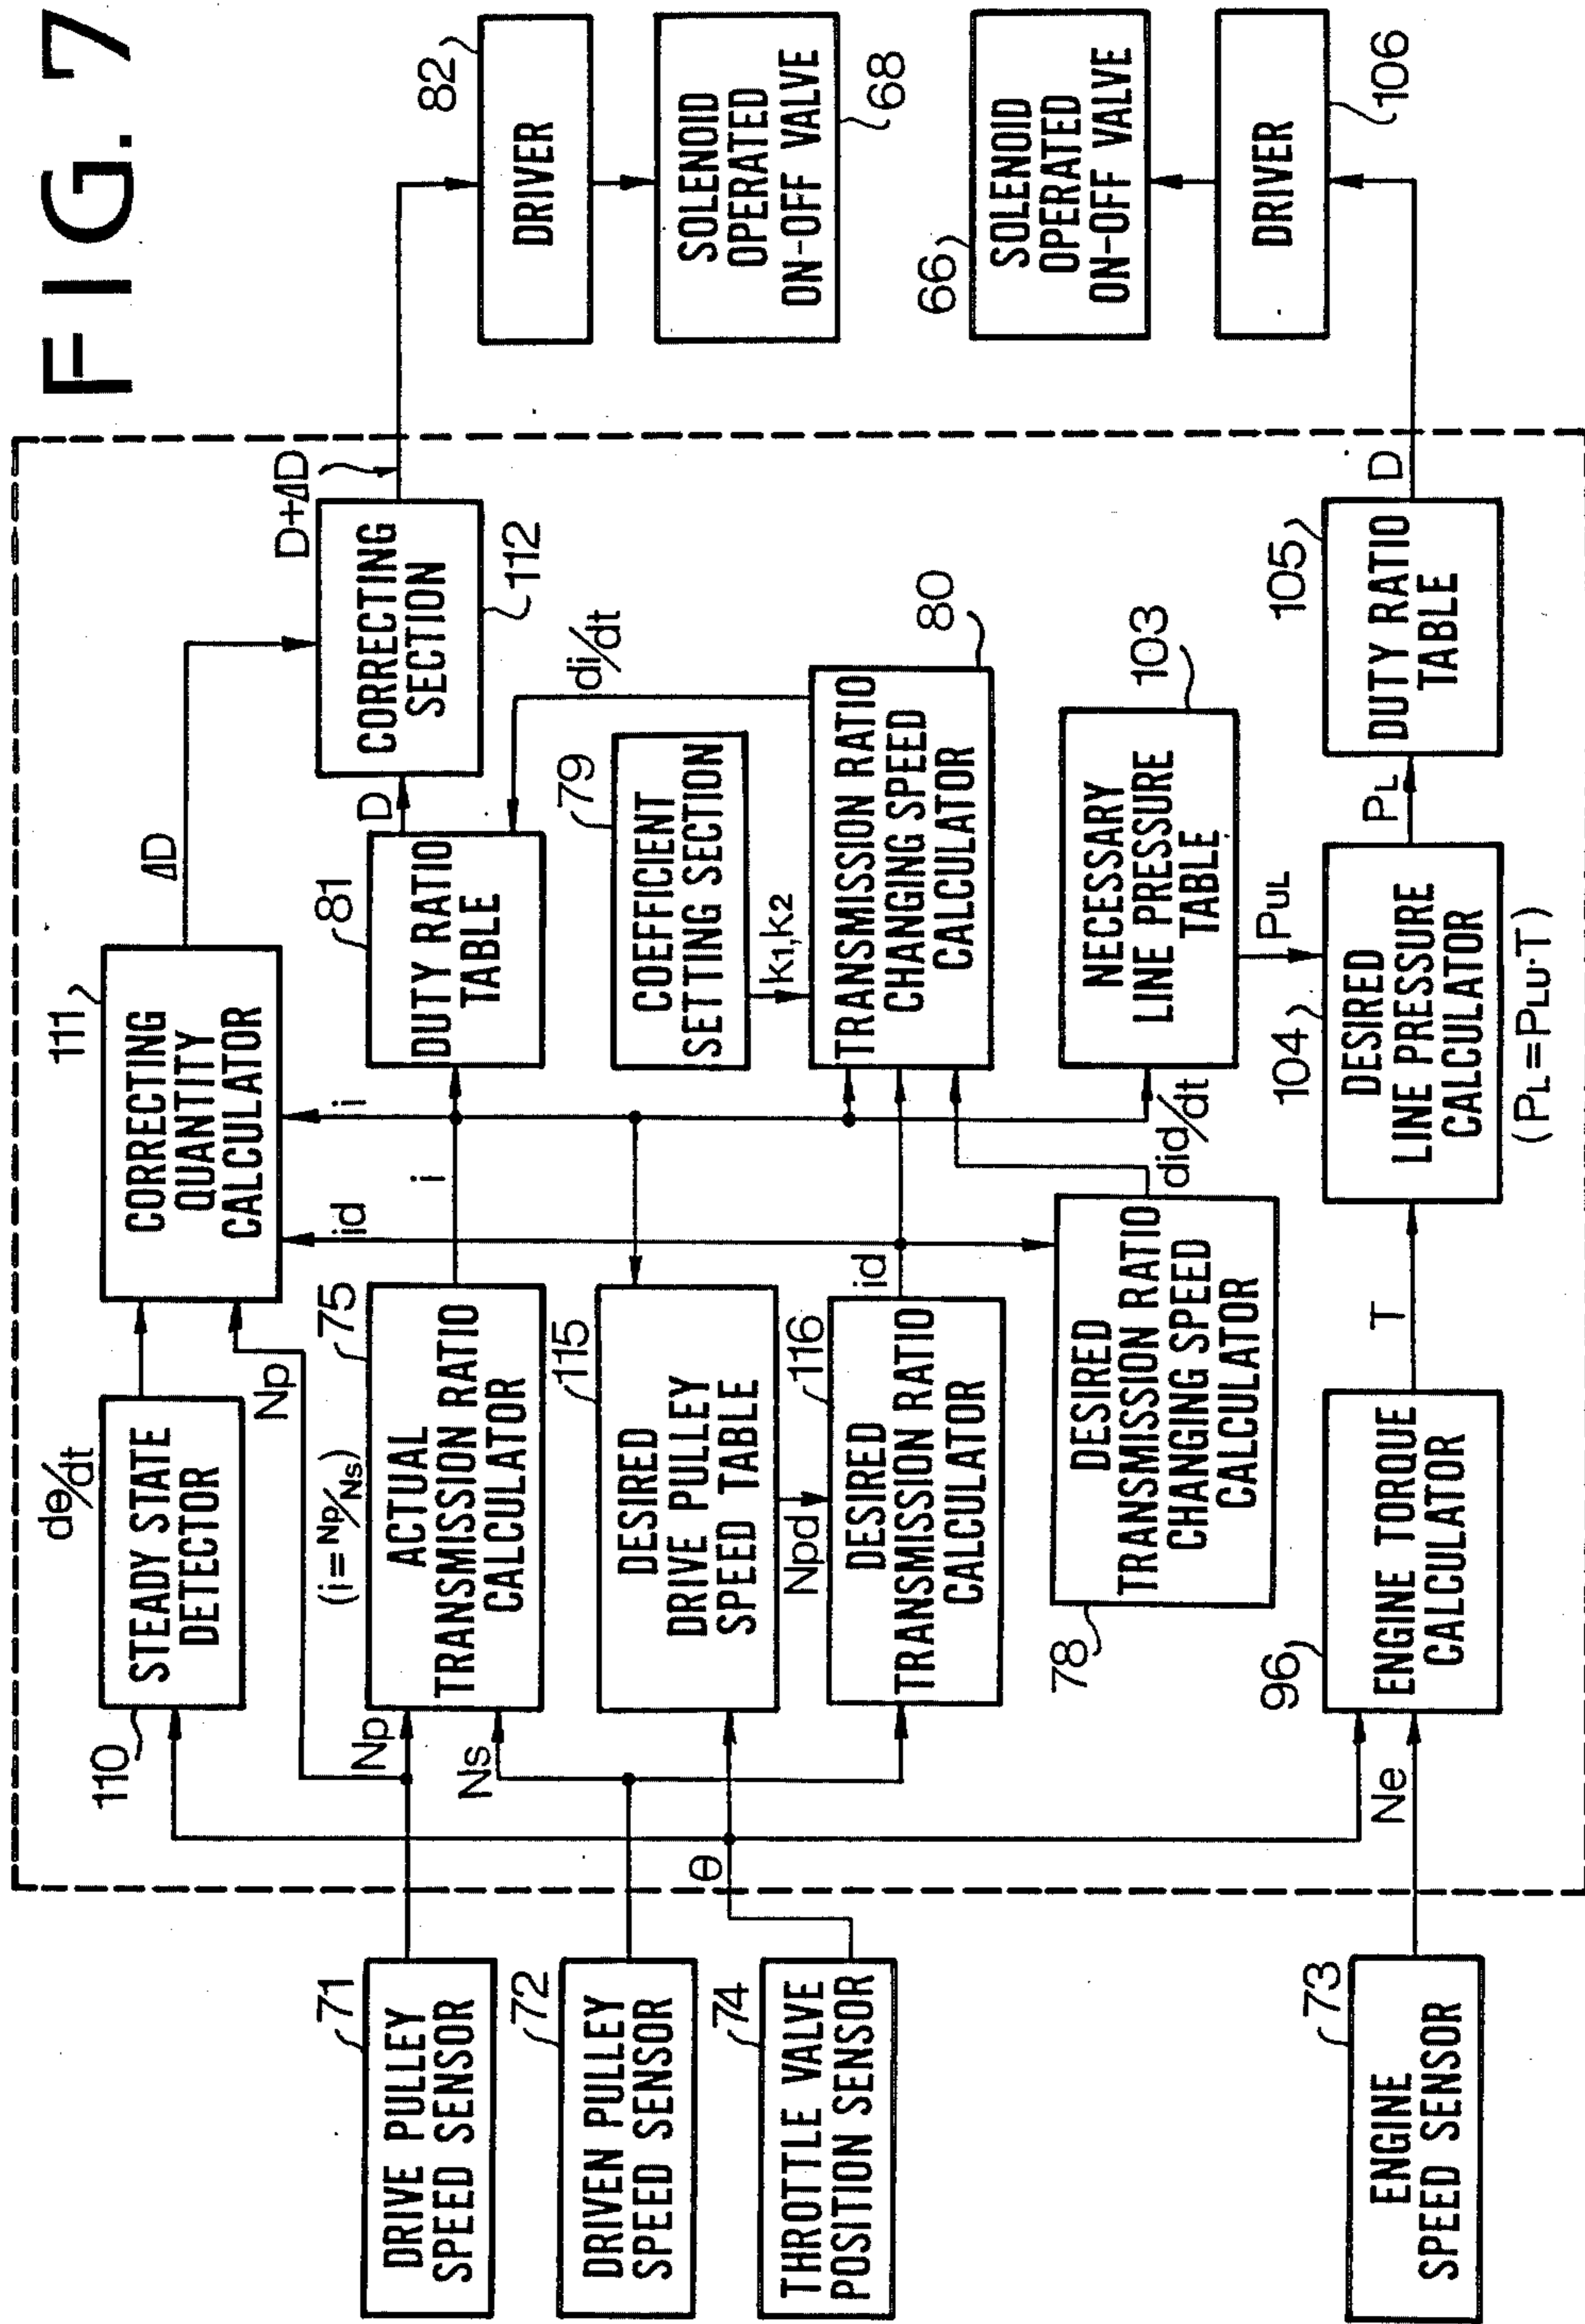 FIG. 7
71
DRIVE PULLEY
SPEED SENSOR
72
DRIVEN PULLEY
SPEED SENSOR
74
THROTTLE VALVE
POSITION SENSOR
73
ENGINE
SPEED SENSOR
θ
Ne
Np
Ns
110
dθ/dt
STEADY STATE
DETECTOR
Np
75
(i=Np/Ns)
ACTUAL
TRANSMISSION RATIO
CALCULATOR
115
DESIRED
DRIVE PULLEY
SPEED TABLE
Npd
116
DESIRED
TRANSMISSION RATIO
CALCULATOR
78
DESIRED
TRANSMISSION RATIO
CHANGING SPEED
CALCULATOR
96
ENGINE TORQUE
CALCULATOR
T
id
id
i
i
did/dt
111
CORRECTING
QUANTITY
CALCULATOR
ΔD
81
DUTY RATIO
TABLE
D
79
COEFFICIENT
SETTING SECTION
K1,K2
80
TRANSMISSION RATIO
CHANGING SPEED
CALCULATOR
di/dt
103
NECESSARY
LINE PRESSURE
TABLE
PUL
104
DESIRED
LINE PRESSURE
CALCULATOR
(PL=PLU·T)
PL
112
CORRECTING
SECTION
D+ΔD
105
DUTY RATIO
TABLE
D
82
DRIVER
SOLENOID
OPERATED
ON-OFF VALVE
68
66
SOLENOID
OPERATED
ON-OFF VALVE
DRIVER
106